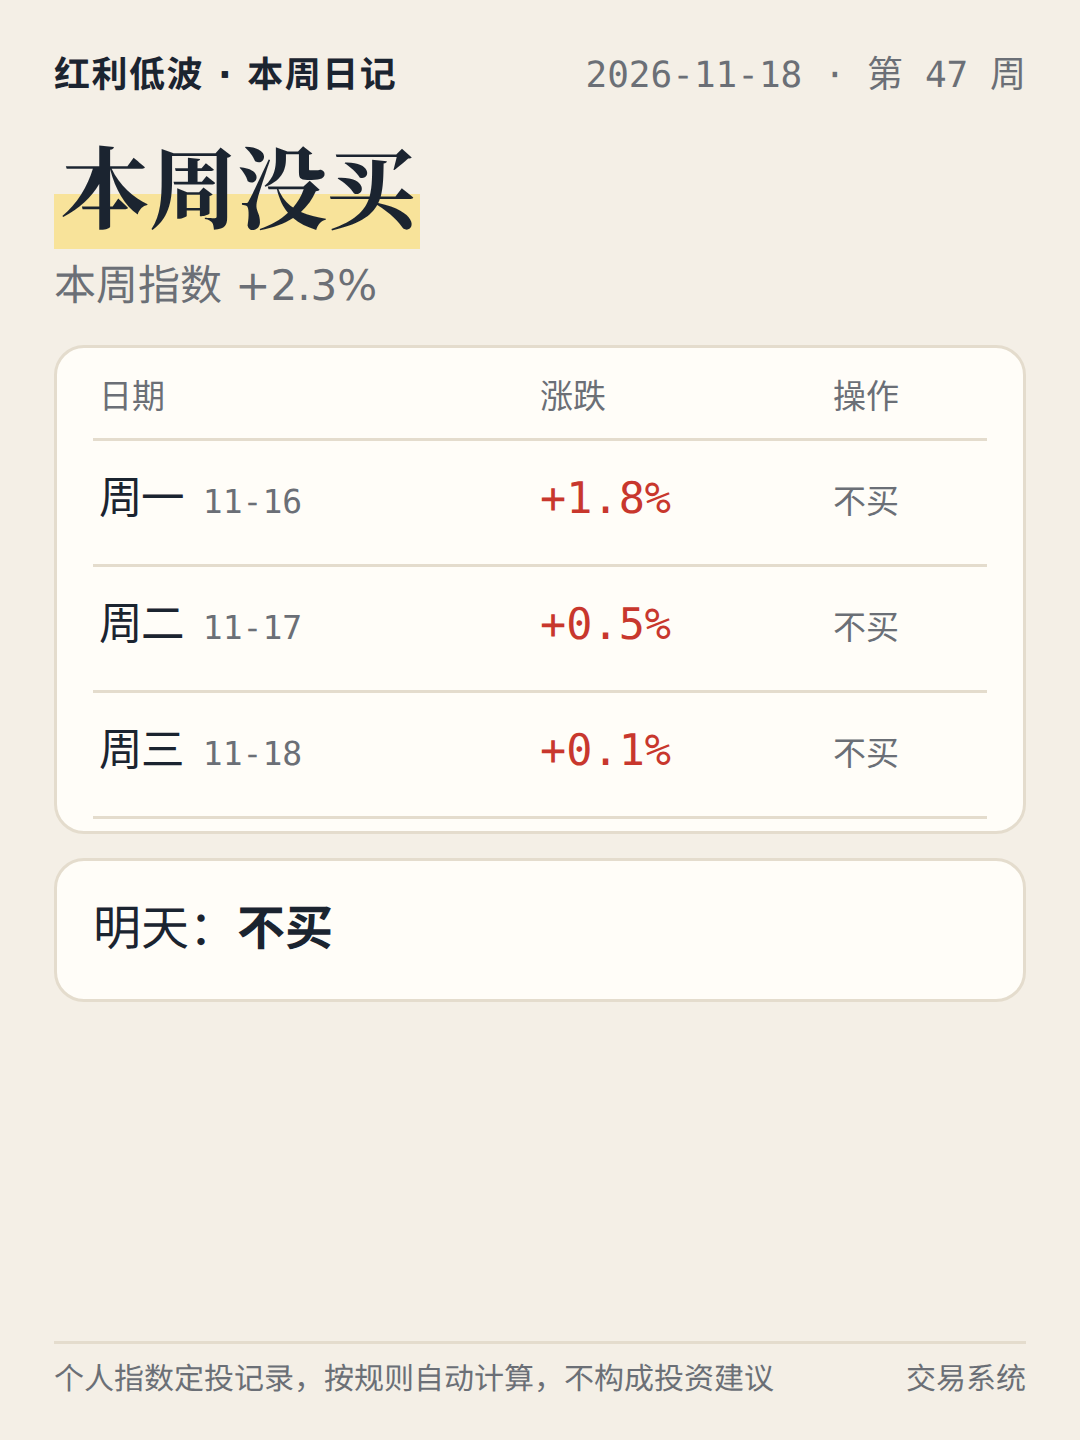 红利低波 · 本周日记 2026-11-18 · 第 47 周
本周没买
本周指数 +2.3%
日期 涨跌 操作
周一 11-16 +1.8% 不买
周二 11-17 +0.5% 不买
周三 11-18 +0.1% 不买
明天：不买
个人指数定投记录，按规则自动计算，不构成投资建议 交易系统